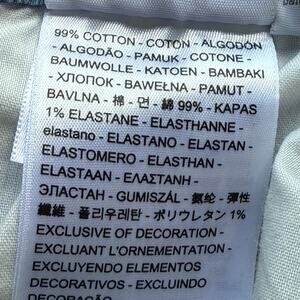 99% COTTON - COTON - ALGODÓN
- ALGODÃO - PAMUK - COTONE -
BAUMWOLLE - KATOEN - BAMBAKI
- ХЛОПОК - BAWEŁNA - PAMUT -
BAVLNA - 棉 - 면 - 綿 99% - KAPAS
1% ELASTANE - ELASTHANNE -
elastano - ELASTANO - ELASTAN -
ELASTOMERO - ELASTHAN -
ELASTAAN - ΕΛΑΣΤΑΝΗ -
ЭЛАСТАН - GUMISZÁL - 氨纶 - 彈性
纖維 - 폴리우레탄 - ポリウレタン 1%
EXCLUSIVE OF DECORATION -
EXCLUANT L'ORNEMENTATION -
EXCLUYENDO ELEMENTOS
DECORATIVOS - EXCLUINDO
DECORAÇÃO